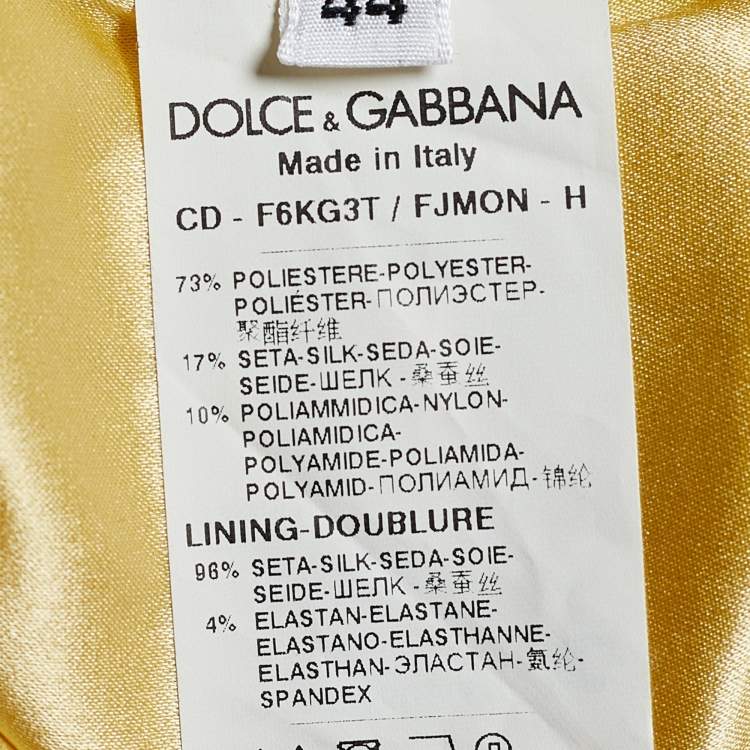 44
DOLCE & GABBANA
Made in Italy
CD - F6KG3T / FJMON - H
73% POLIESTERE-POLYESTER-
POLIÉSTER-ПОЛИЭСТЕР-
聚酯纤维
17% SETA-SILK-SEDA-SOIE-
SEIDE-ШЕЛК -桑蚕丝
10% POLIAMMIDICA-NYLON-
POLIAMIDICA-
POLYAMIDE-POLIAMIDA-
POLYAMID-ПОЛИАМИД-锦纶
LINING-DOUBLURE
96% SETA-SILK-SEDA-SOIE-
SEIDE-ШЕЛК -桑蚕丝
4% ELASTAN-ELASTANE-
ELASTANO-ELASTHANNE-
ELASTHAN-ЭЛАСТАН-氨纶-
SPANDEX